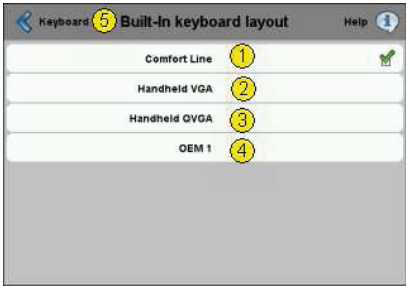 Keyboard 5 Built-In keyboard layout Help i
Comfort Line 1
Handheld VGA 2
Handheld QVGA 3
OEM 1 4